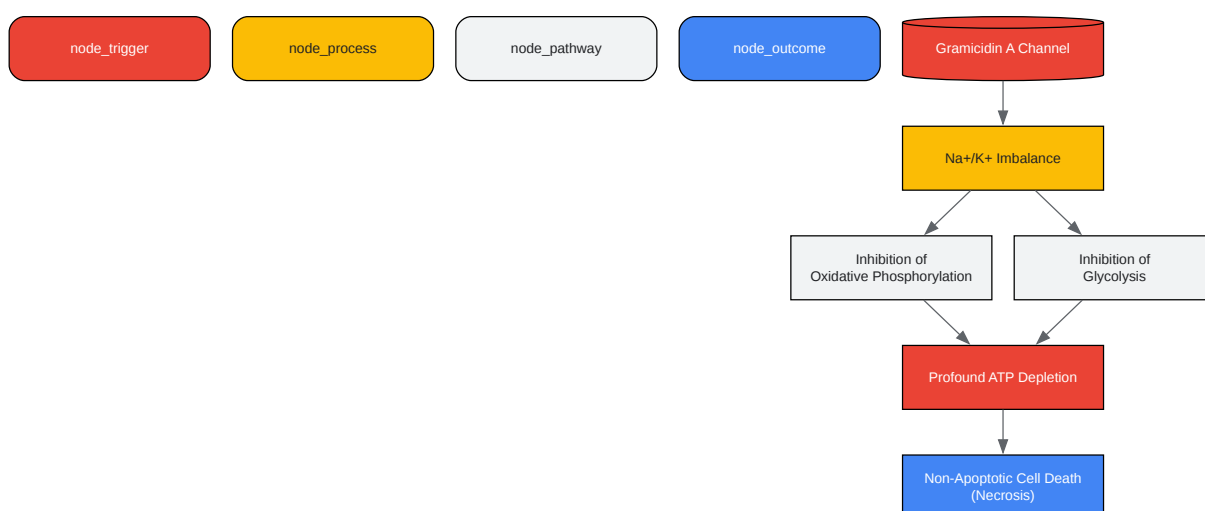 node_trigger
node_process
node_pathway
node_outcome
Gramicidin A Channel
Na+/K+ Imbalance
Inhibition of
Oxidative Phosphorylation
Inhibition of
Glycolysis
Profound ATP Depletion
Non-Apoptotic Cell Death
(Necrosis)